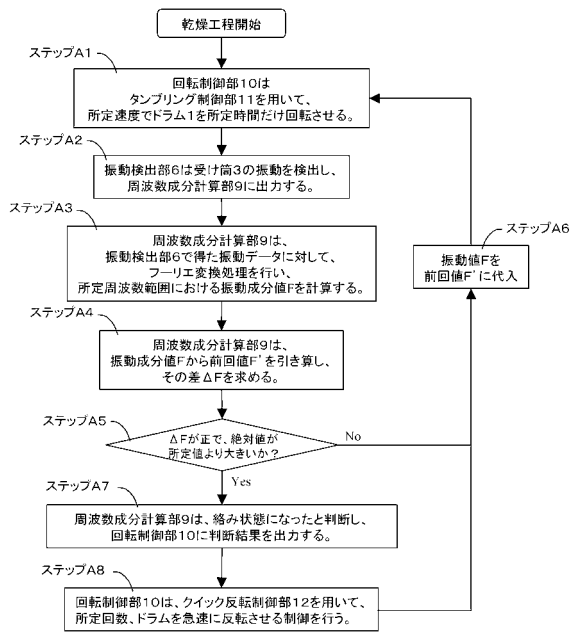 乾燥工程開始
ステップA1
回転制御部10は
タンブリング制御部11を用いて、
所定速度でドラム1を所定時間だけ回転させる。
ステップA2
振動検出部6は受け筒3の振動を検出し、
周波数成分計算部9に出力する。
ステップA3
周波数成分計算部9は、
振動検出部6で得た振動データに対して、
フーリエ変換処理を行い、
所定周波数範囲における振動成分値Fを計算する。
ステップA6
振動値Fを
前回値F'に代入
ステップA4
周波数成分計算部9は、
振動成分値Fから前回値F'を引き算し、
その差ΔFを求める。
ステップA5
ΔFが正で、絶対値が
所定値より大きいか？
No
Yes
ステップA7
周波数成分計算部9は、絡み状態になったと判断し、
回転制御部10に判断結果を出力する。
ステップA8
回転制御部10は、クイック反転制御部12を用いて、
所定回数、ドラムを急速に反転させる制御を行う。